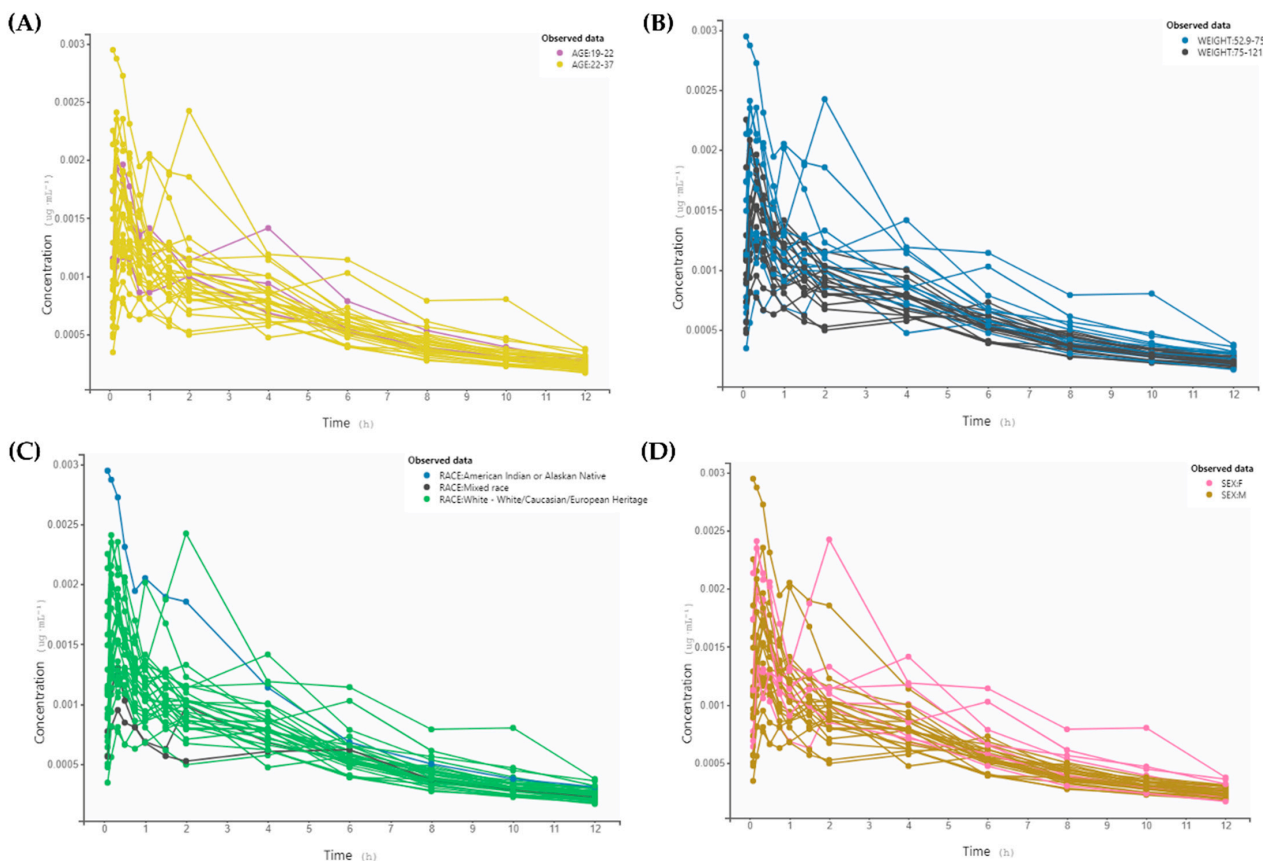 (A)
Observed data
AGE:19-22
AGE:22-37
0.003
0.0025
0.002
0.0015
0.001
0.0005
Concentration (ug·mL⁻¹)
0 1 2 3 4 5 6 7 8 9 10 11 12
Time (h)
(B)
Observed data
WEIGHT:52.9-75
WEIGHT:75-121
0.003
0.0025
0.002
0.0015
0.001
0.0005
Concentration (ug·mL⁻¹)
0 1 2 3 4 5 6 7 8 9 10 11 12
Time (h)
(C)
Observed data
RACE:American Indian or Alaskan Native
RACE:Mixed race
RACE:White - White/Caucasian/European Heritage
0.003
0.0025
0.002
0.0015
0.001
0.0005
Concentration (ug·mL⁻¹)
0 1 2 3 4 5 6 7 8 9 10 11 12
Time (h)
(D)
Observed data
SEX:F
SEX:M
0.003
0.0025
0.002
0.0015
0.001
0.0005
Concentration (ug·mL⁻¹)
0 1 2 3 4 5 6 7 8 9 10 11 12
Time (h)